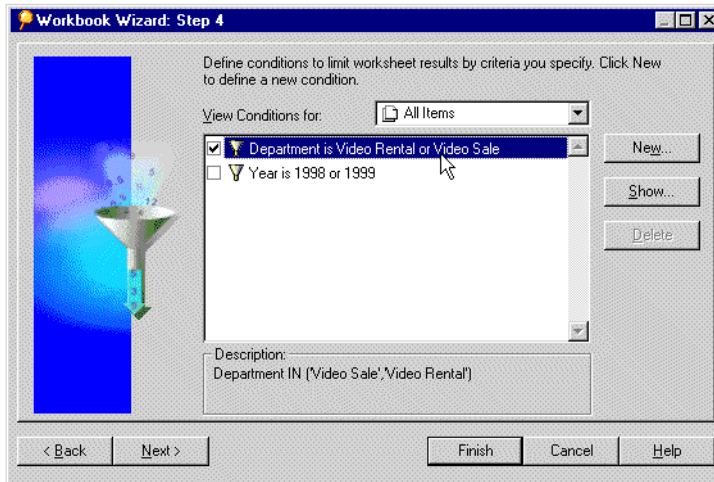 Workbook Wizard: Step 4
Define conditions to limit worksheet results by criteria you specify. Click New
to define a new condition.
View Conditions for:
All Items
Department is Video Rental or Video Sale
Year is 1998 or 1999
New...
Show...
Delete
Description:
Department IN ('Video Sale','Video Rental')
< Back
Next >
Finish
Cancel
Help